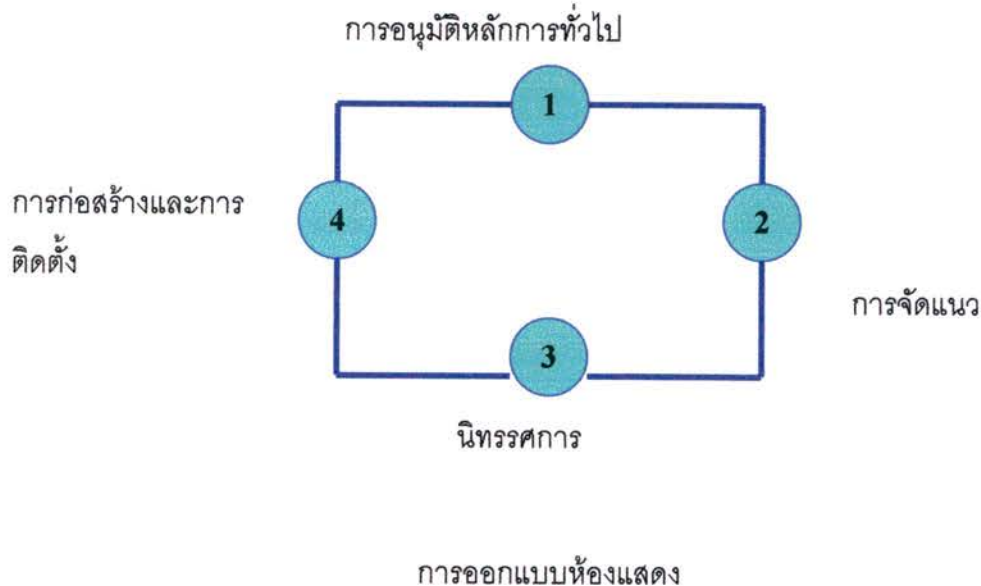 การอนุมัติหลักการทั่วไป
1
การก่อสร้างและการ
ติดตั้ง
4
2
การจัดแนว
3
นิทรรศการ
การออกแบบห้องแสดง